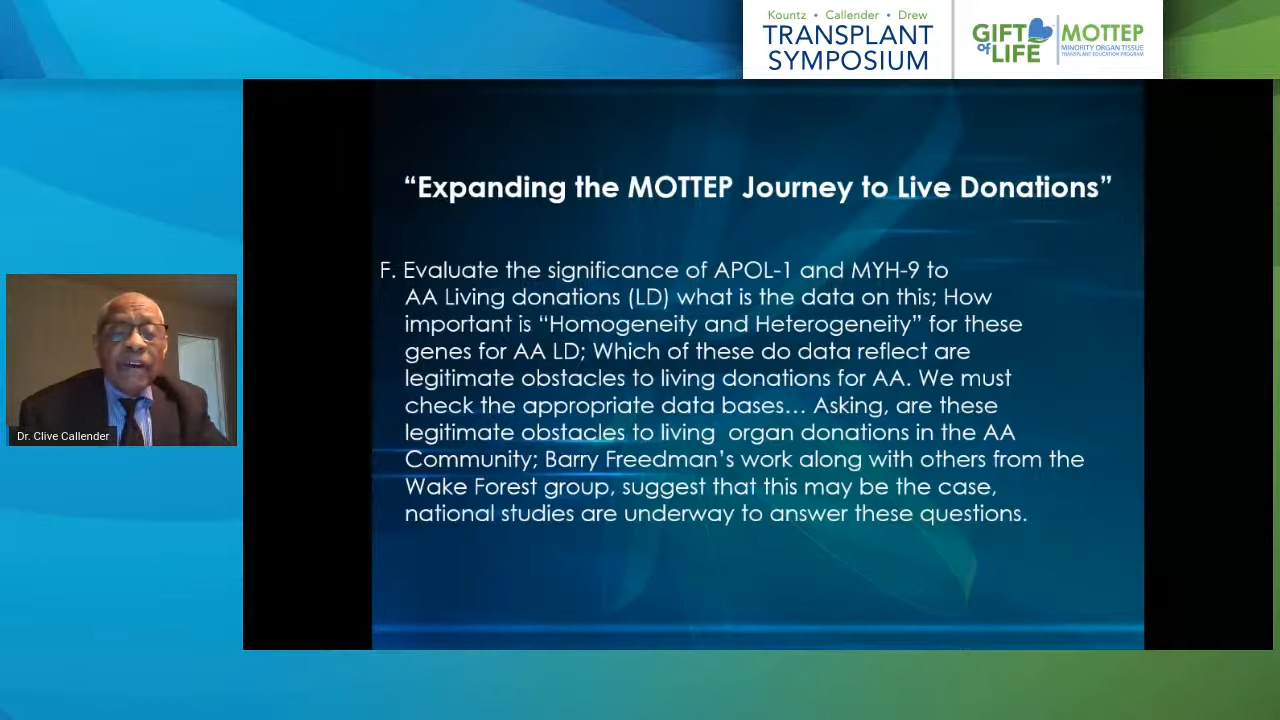 Kountz • Callender • Drew
TRANSPLANT
SYMPOSIUM
GIFT
of
LIFE
MOTTEP
MINORITY ORGAN TISSUE
TRANSPLANT EDUCATION PROGRAM
“Expanding the MOTTEP Journey to Live Donations”
F. Evaluate the significance of APOL-1 and MYH-9 to
AA Living donations (LD) what is the data on this; How
important is “Homogeneity and Heterogeneity” for these
genes for AA LD; Which of these do data reflect are
legitimate obstacles to living donations for AA. We must
check the appropriate data bases... Asking, are these
legitimate obstacles to living organ donations in the AA
Community; Barry Freedman’s work along with others from the
Wake Forest group, suggest that this may be the case,
national studies are underway to answer these questions.
Dr. Clive Callender